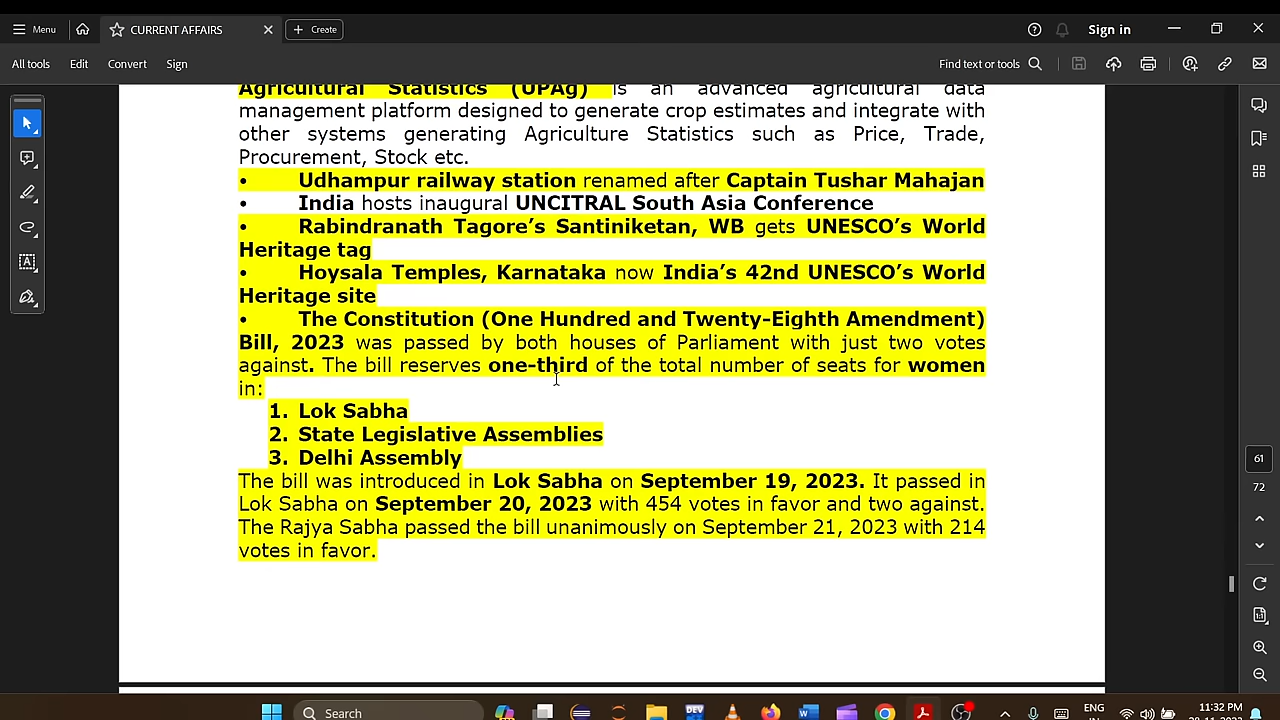 Menu
CURRENT AFFAIRS
Create
Sign in
All tools
Edit
Convert
Sign
Find text or tools
Agricultural Statistics (UPAg) is an advanced agricultural data
management platform designed to generate crop estimates and integrate with
other systems generating Agriculture Statistics such as Price, Trade,
Procurement, Stock etc.
• Udhampur railway station renamed after Captain Tushar Mahajan
• India hosts inaugural UNCITRAL South Asia Conference
• Rabindranath Tagore’s Santiniketan, WB gets UNESCO’s World
Heritage tag
• Hoysala Temples, Karnataka now India’s 42nd UNESCO’s World
Heritage site
• The Constitution (One Hundred and Twenty-Eighth Amendment)
Bill, 2023 was passed by both houses of Parliament with just two votes
against. The bill reserves one-third of the total number of seats for women
in:
1. Lok Sabha
2. State Legislative Assemblies
3. Delhi Assembly
The bill was introduced in Lok Sabha on September 19, 2023. It passed in
Lok Sabha on September 20, 2023 with 454 votes in favor and two against.
The Rajya Sabha passed the bill unanimously on September 21, 2023 with 214
votes in favor.
61
72
Search
DEV
ENG
IN
11:32 PM